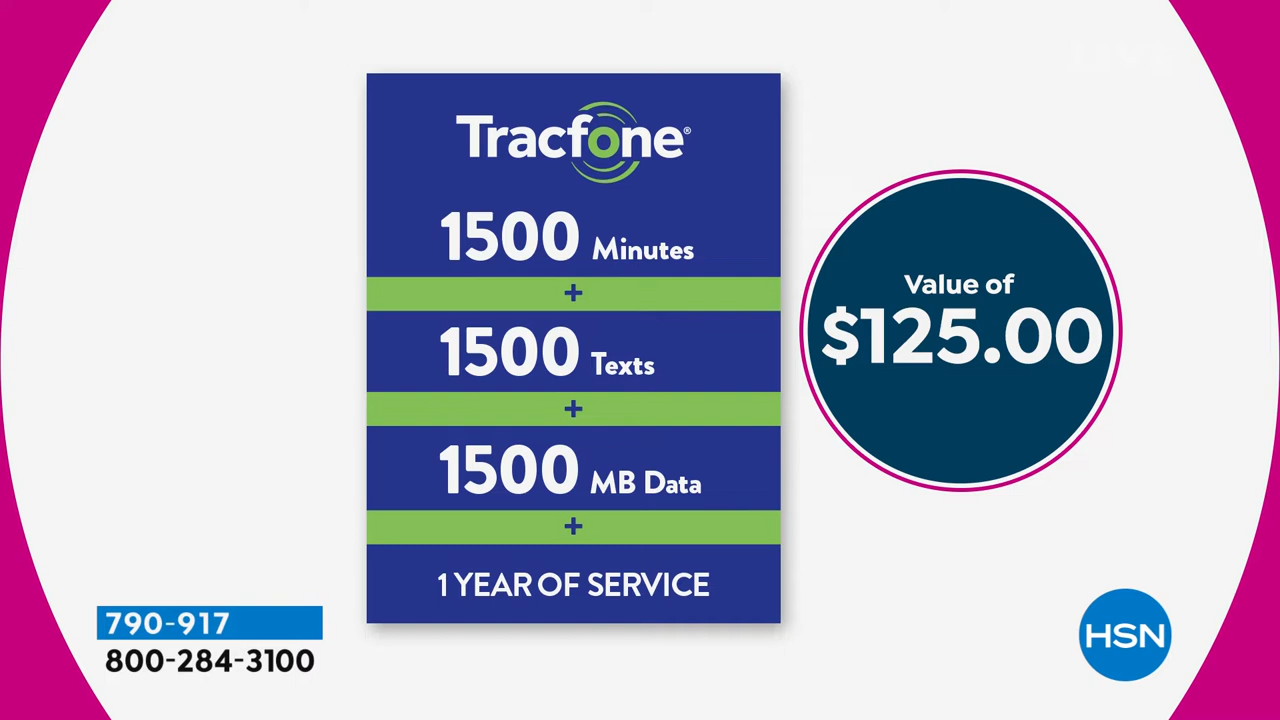 Tracfone®
1500 Minutes
+
1500 Texts
+
1500 MB Data
+
1 YEAR OF SERVICE
Value of
$125.00
790-917
800-284-3100
HSN